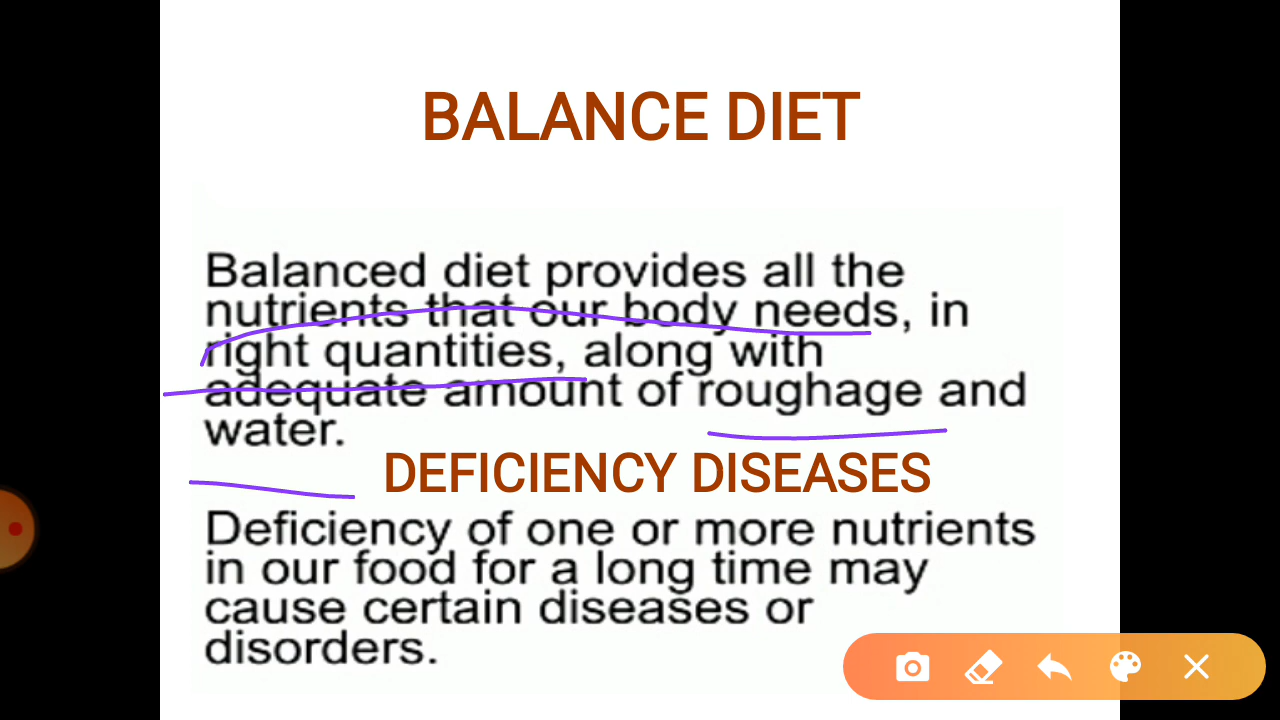 BALANCE DIET
Balanced diet provides all the
nutrients that our body needs, in
right quantities, along with
adequate amount of roughage and
water.
DEFICIENCY DISEASES
Deficiency of one or more nutrients
in our food for a long time may
cause certain diseases or
disorders.